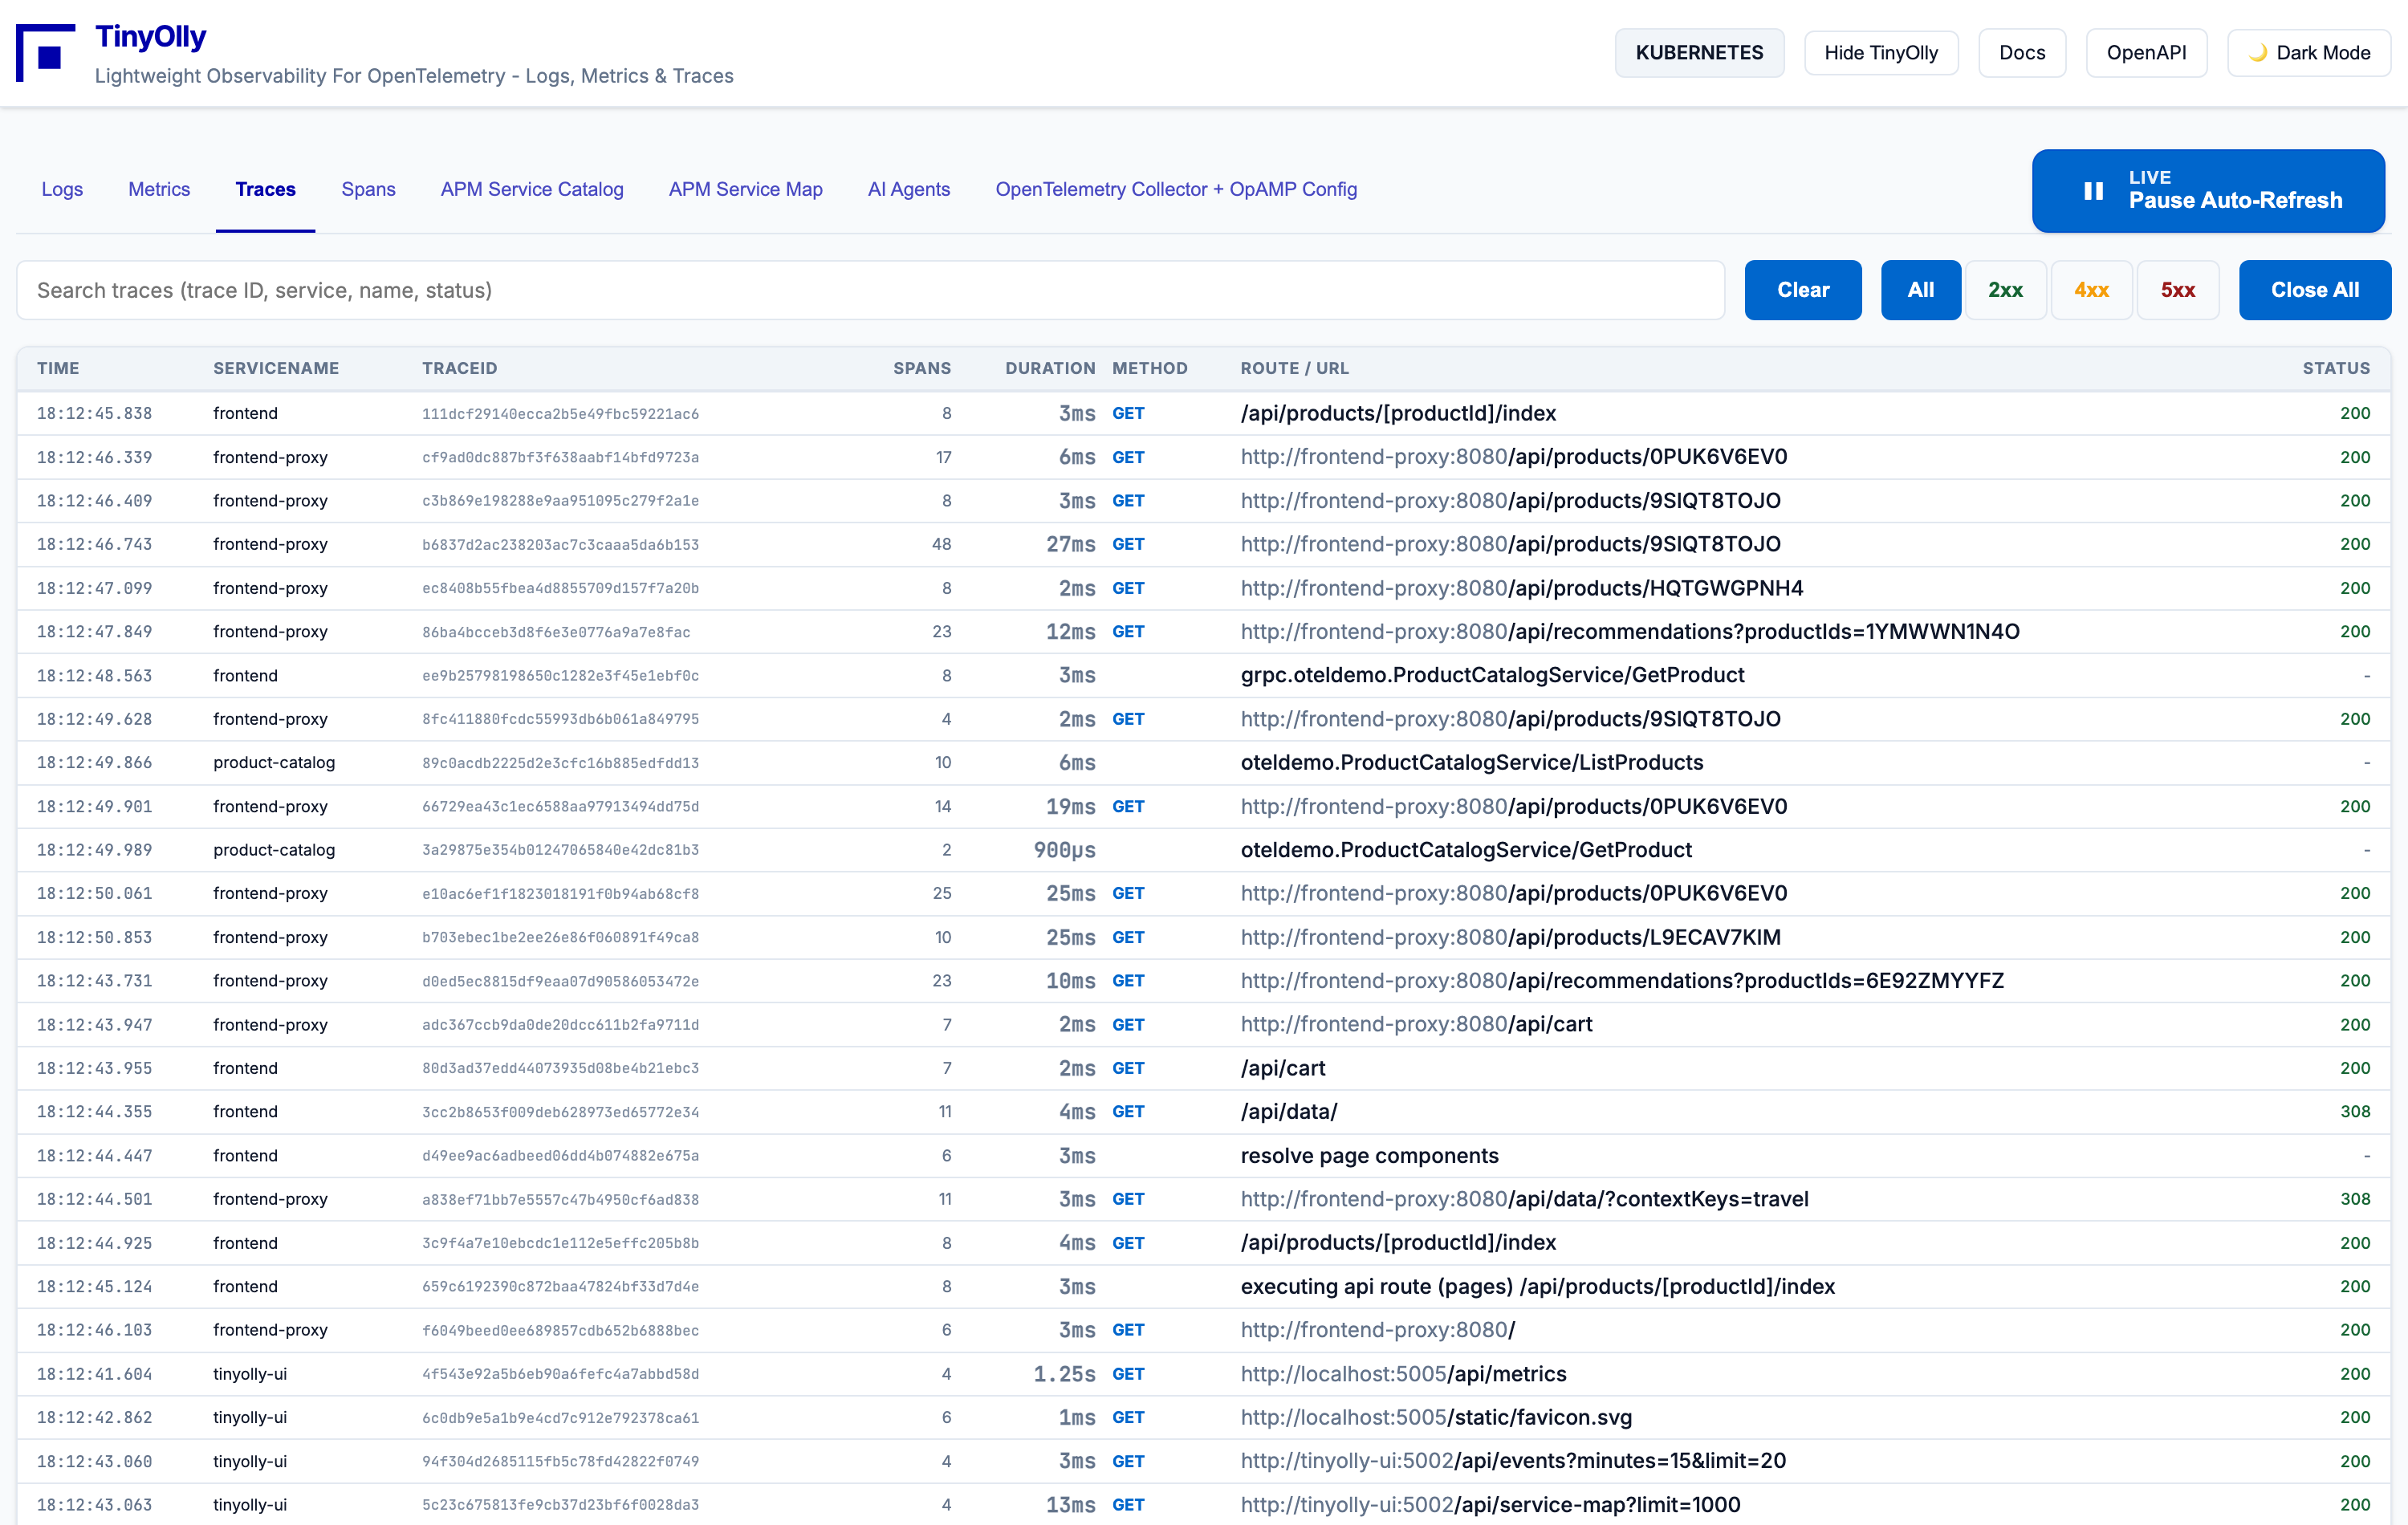 TinyOlly
Lightweight Observability For OpenTelemetry - Logs, Metrics & Traces
KUBERNETES Hide TinyOlly Docs OpenAPI 🌙 Dark Mode
Logs Metrics Traces Spans APM Service Catalog APM Service Map AI Agents OpenTelemetry Collector + OpAMP Config
LIVE
Pause Auto-Refresh
Search traces (trace ID, service, name, status) Clear All 2xx 4xx 5xx Close All
TIME SERVICENAME TRACEID SPANS DURATION METHOD ROUTE / URL STATUS
18:12:45.838 frontend 111dcf29140ecca2b5e49fbc59221ac6 8 3ms GET /api/products/[productId]/index 200
18:12:46.339 frontend-proxy cf9ad0dc887bf3f638aabf14bfd9723a 17 6ms GET http://frontend-proxy:8080/api/products/0PUK6V6EV0 200
18:12:46.409 frontend-proxy c3b869e198288e9aa951095c279f2a1e 8 3ms GET http://frontend-proxy:8080/api/products/9SIQT8TOJO 200
18:12:46.743 frontend-proxy b6837d2ac238203ac7c3caaa5da6b153 48 27ms GET http://frontend-proxy:8080/api/products/9SIQT8TOJO 200
18:12:47.099 frontend-proxy ec8408b55fbea4d8855709d157f7a20b 8 2ms GET http://frontend-proxy:8080/api/products/HQTGWGPNH4 200
18:12:47.849 frontend-proxy 86ba4bcceb3d8f6e3e0776a9a7e8fac 23 12ms GET http://frontend-proxy:8080/api/recommendations?productIds=1YMWWN1N4O 200
18:12:48.563 frontend ee9b25798198650c1282e3f45e1ebf0c 8 3ms grpc.oteldemo.ProductCatalogService/GetProduct -
18:12:49.628 frontend-proxy 8fc411880fcdc55993db6b061a849795 4 2ms GET http://frontend-proxy:8080/api/products/9SIQT8TOJO 200
18:12:49.866 product-catalog 89c0acdb2225d2e3cfc16b885edfdd13 10 6ms oteldemo.ProductCatalogService/ListProducts -
18:12:49.901 frontend-proxy 66729ea43c1ec6588aa97913494dd75d 14 19ms GET http://frontend-proxy:8080/api/products/0PUK6V6EV0 200
18:12:49.989 product-catalog 3a29875e354b01247065840e42dc81b3 2 900µs oteldemo.ProductCatalogService/GetProduct -
18:12:50.061 frontend-proxy e10ac6ef1f1823018191f0b94ab68cf8 25 25ms GET http://frontend-proxy:8080/api/products/0PUK6V6EV0 200
18:12:50.853 frontend-proxy b703ebec1be2ee26e86f060891f49ca8 10 25ms GET http://frontend-proxy:8080/api/products/L9ECAV7KIM 200
18:12:43.731 frontend-proxy d0ed5ec8815df9eaa07d90586053472e 23 10ms GET http://frontend-proxy:8080/api/recommendations?productIds=6E92ZMYYFZ 200
18:12:43.947 frontend-proxy adc367ccb9da0de20dcc611b2fa9711d 7 2ms GET http://frontend-proxy:8080/api/cart 200
18:12:43.955 frontend 80d3ad37edd44073935d08be4b21ebc3 7 2ms GET /api/cart 200
18:12:44.355 frontend 3cc2b8653f009deb628973ed65772e34 11 4ms GET /api/data/ 308
18:12:44.447 frontend d49ee9ac6adbeed06dd4b074882e675a 6 3ms resolve page components -
18:12:44.501 frontend-proxy a838ef71bb7e5557c47b4950cf6ad838 11 3ms GET http://frontend-proxy:8080/api/data/?contextKeys=travel 308
18:12:44.925 frontend 3c9f4a7e10ebcdc1e112e5effc205b8b 8 4ms GET /api/products/[productId]/index 200
18:12:45.124 frontend 659c6192390c872baa47824bf33d7d4e 8 3ms executing api route (pages) /api/products/[productId]/index 200
18:12:46.103 frontend-proxy f6049beed0ee689857cdb652b6888bec 6 3ms GET http://frontend-proxy:8080/ 200
18:12:41.604 tinyolly-ui 4f543e92a5b6eb90a6fefc4a7abbd58d 4 1.25s GET http://localhost:5005/api/metrics 200
18:12:42.862 tinyolly-ui 6c0db9e5a1b9e4cd7c912e792378ca61 6 1ms GET http://localhost:5005/static/favicon.svg 200
18:12:43.060 tinyolly-ui 94f304d2685115fb5c78fd42822f0749 4 3ms GET http://tinyolly-ui:5002/api/events?minutes=15&limit=20 200
18:12:43.063 tinyolly-ui 5c23c675813fe9cb37d23bf6f0028da3 4 13ms GET http://tinyolly-ui:5002/api/service-map?limit=1000 200